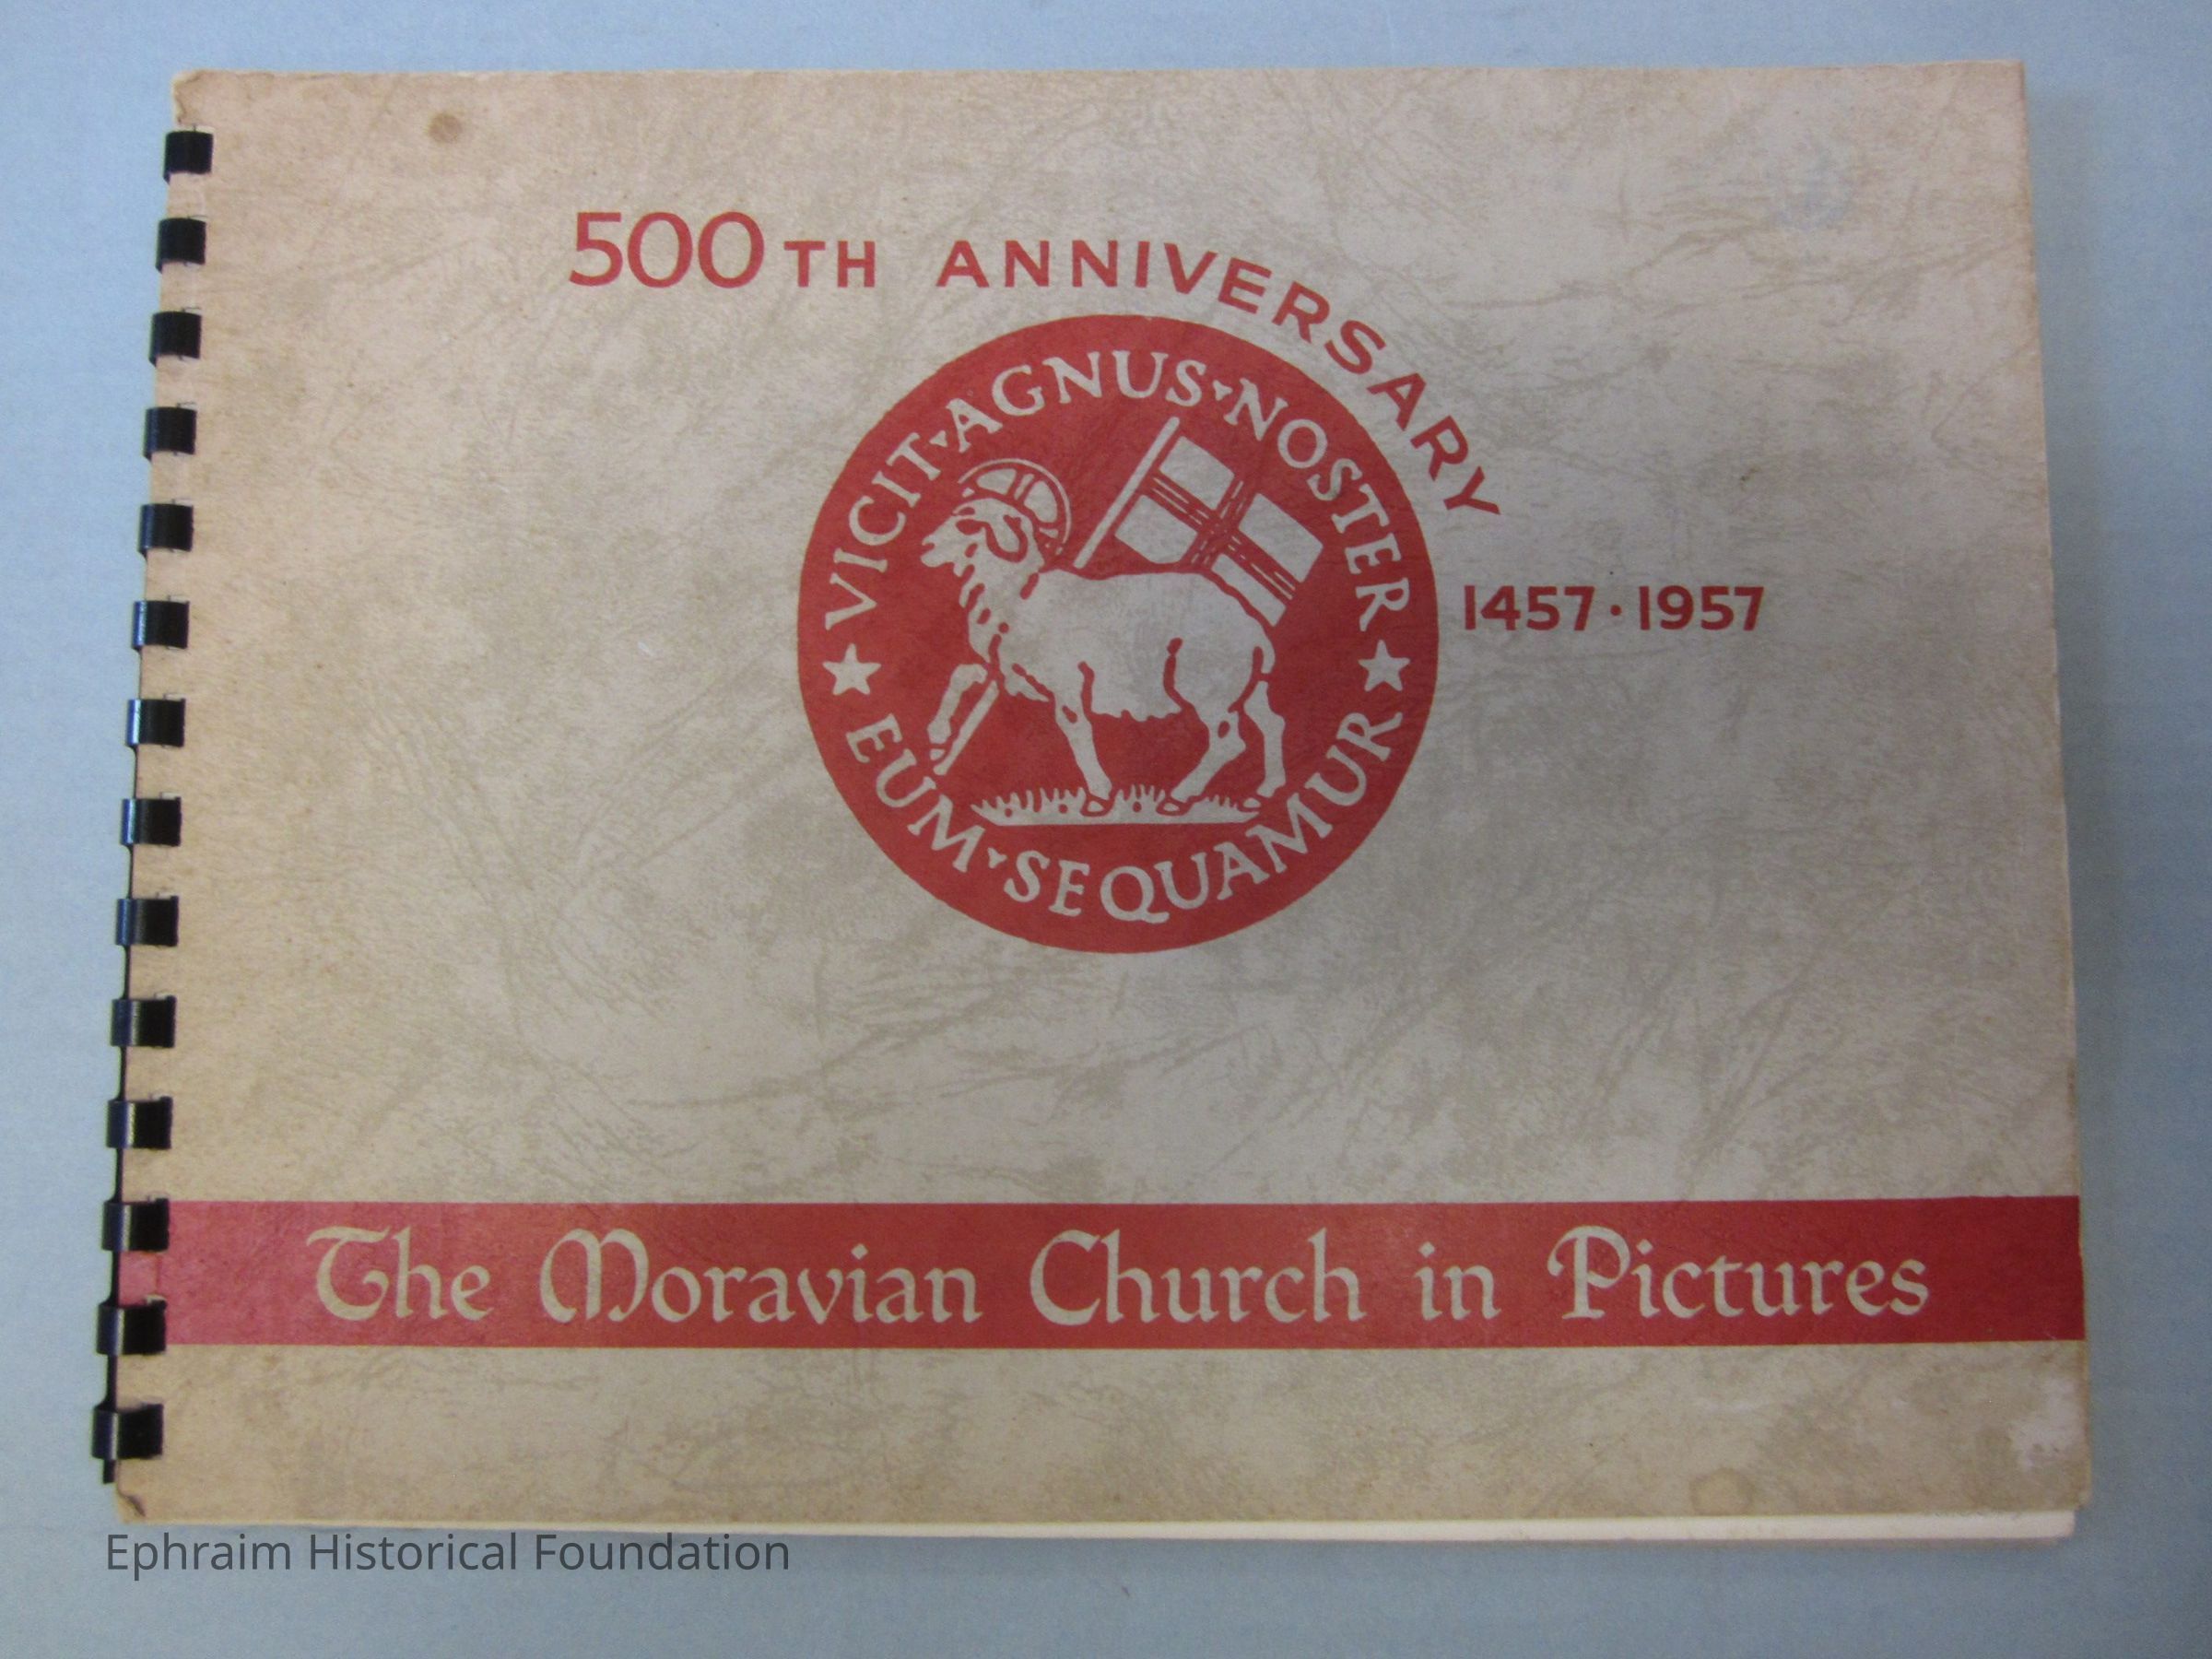 500TH ANNIVERSARY
VICIT▾AGNUS▾NOSTER
★ EUM▾SEQUAMUR ★
1457·1957
The Moravian Church in Pictures
Ephraim Historical Foundation